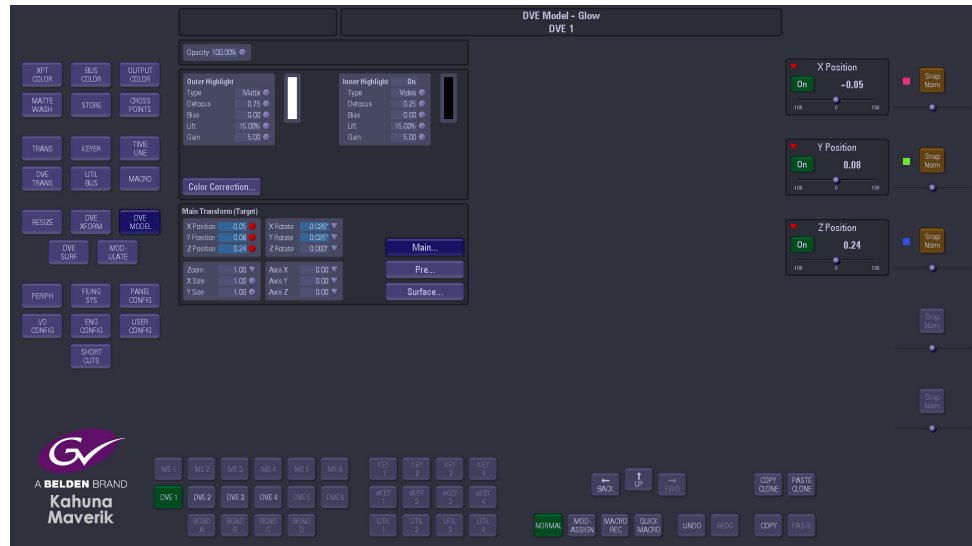 DVE Model - Glow
DVE 1
Opacity 100.00%
XPT COLOR
BUS COLOR
OUTPUT COLOR
MATTE WASH
STORE
CROSS POINTS
TRANS
KEYER
TIME LINE
DVE TRANS
UTIL BUS
MACRO
RESIZE
DVE XFORM
DVE MODEL
DVE SURF
MOD-ULATE
PERIPH
FILING SYS
PANEL CONFIG
I/O CONFIG
ENG CONFIG
USER CONFIG
SHORT CUTS
Outer Highlight
Type Matte
Defocus 0.75
Bias 0.00
Lift 15.00%
Gain 5.00
Inner Highlight On
Type Video
Defocus 0.25
Bias 0.00
Lift 15.00%
Gain 5.00
Color Correction...
Main Transform (Target)
X Position -0.05 X Rotate -0.028°
Y Position 0.08 Y Rotate 0.028°
Z Position 0.24 Z Rotate 0.000°
Zoom 1.00 Axis X 0.00
X Size 1.00 Axis Y 0.00
Y Size 1.00 Axis Z 0.00
Main...
Pre...
Surface...
X Position
On -0.05
-100 0 100
Snap Norm
Y Position
On 0.08
-100 0 100
Snap Norm
Z Position
On 0.24
-100 0 100
Snap Norm
Snap Norm
Snap Norm
GV
A BELDEN BRAND
Kahuna
Maverik
ME 1 ME 2 ME 3 ME 4 ME 5 ME 6
DVE 1 DVE 2 DVE 3 DVE 4 DVE 5 DVE 6
BGND A BGND B BGND C BGND D
KEY 1 KEY 2 KEY 3 KEY 4
eKEY 1 eKEY 2 eKEY 3 eKEY 4
UTIL 1 UTIL 2 UTIL 3 UTIL 4
← BACK
↑ UP
→ FWD
COPY CLONE
PASTE CLONE
NORMAL
MOD-ASSIGN
MACRO REC
QUICK MACRO
UNDO
REDO
COPY
PASTE